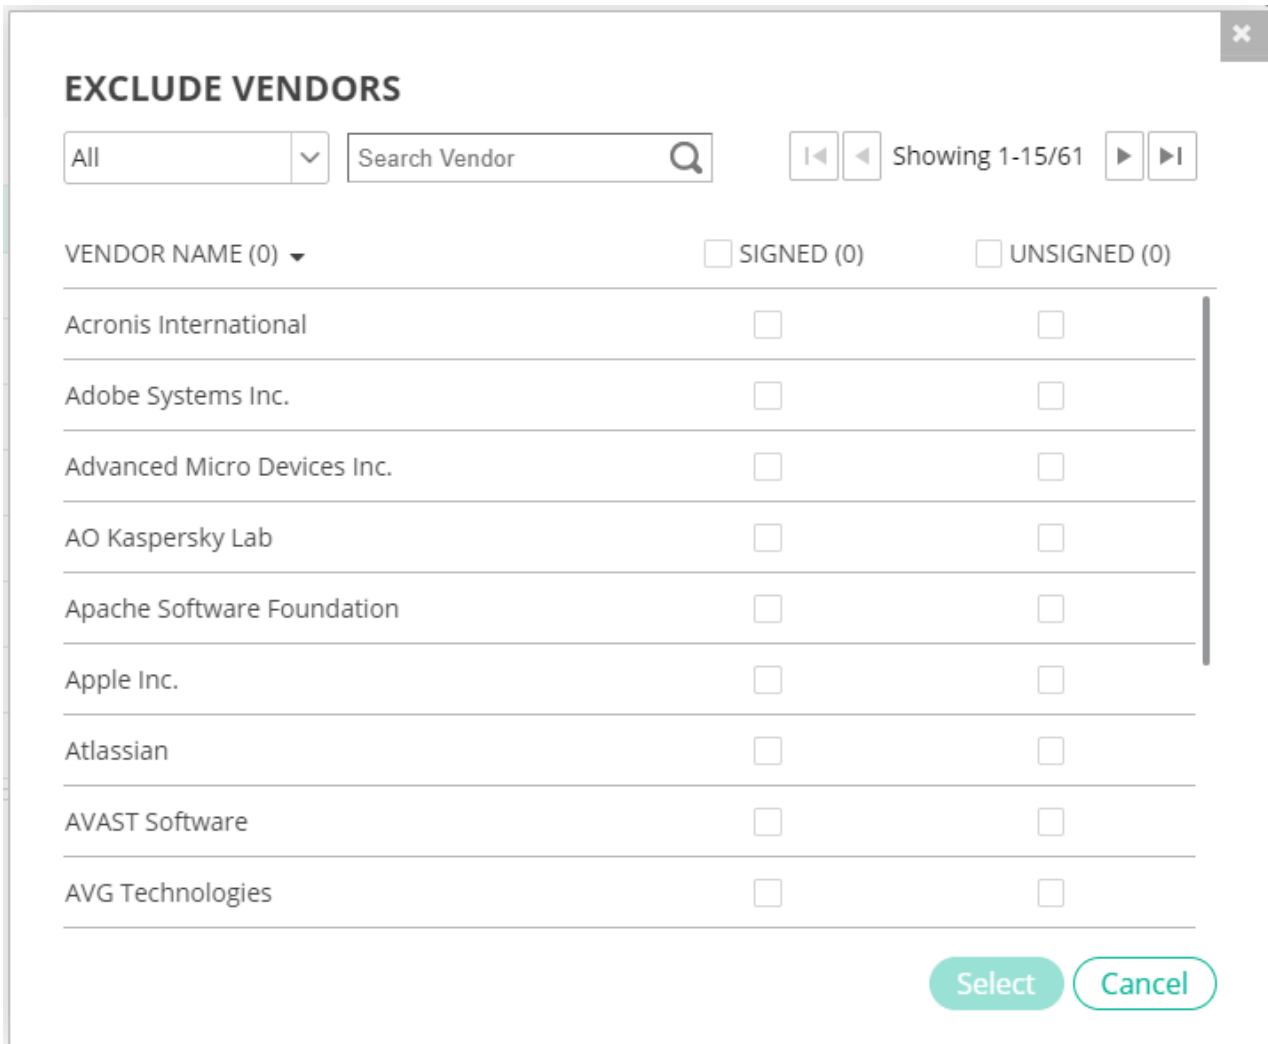 EXCLUDE VENDORS
All
Search Vendor
Showing 1-15/61
VENDOR NAME (0) SIGNED (0) UNSIGNED (0)
Acronis International
Adobe Systems Inc.
Advanced Micro Devices Inc.
AO Kaspersky Lab
Apache Software Foundation
Apple Inc.
Atlassian
AVAST Software
AVG Technologies
Select Cancel